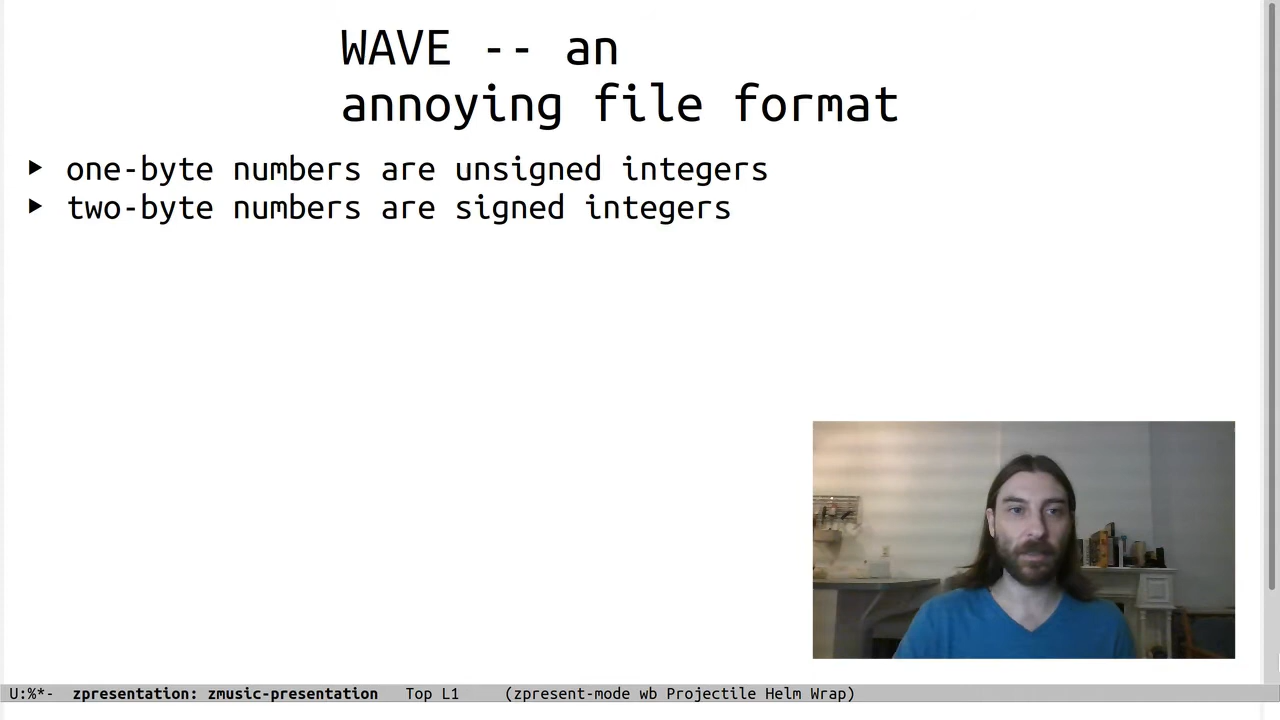 WAVE -- an
annoying file format
‣ one-byte numbers are unsigned integers
‣ two-byte numbers are signed integers
U:%*- zpresentation: zmusic-presentation Top L1 (zpresent-mode wb Projectile Helm Wrap)